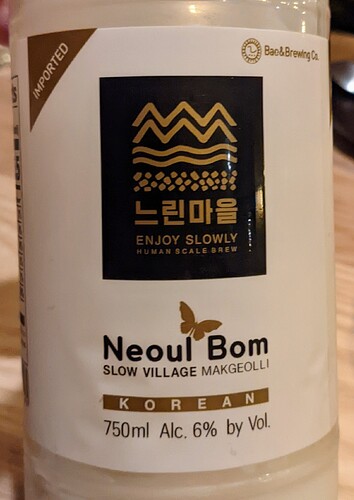 IMPORTED
Bae&Brewing Co.
느린마을
ENJOY SLOWLY
HUMAN SCALE BREW
Neoul Bom
SLOW VILLAGE MAKGEOLLI
KOREAN
750ml Alc. 6% by Vol.